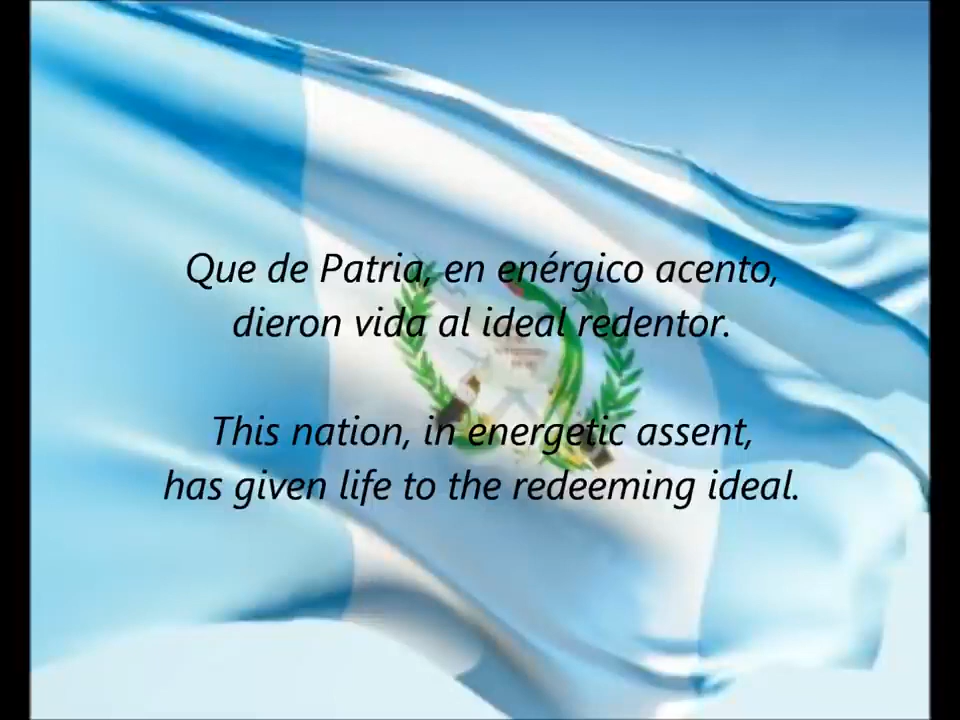 Que de Patria, en enérgico acento,
dieron vida al ideal redentor.
This nation, in energetic assent,
has given life to the redeeming ideal.